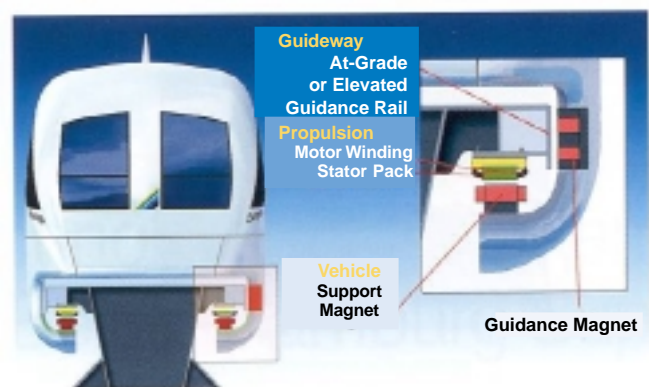 Guideway
At-Grade
or Elevated
Guidance Rail
Propulsion
Motor Winding
Stator Pack
Vehicle
Support
Magnet
Guidance Magnet